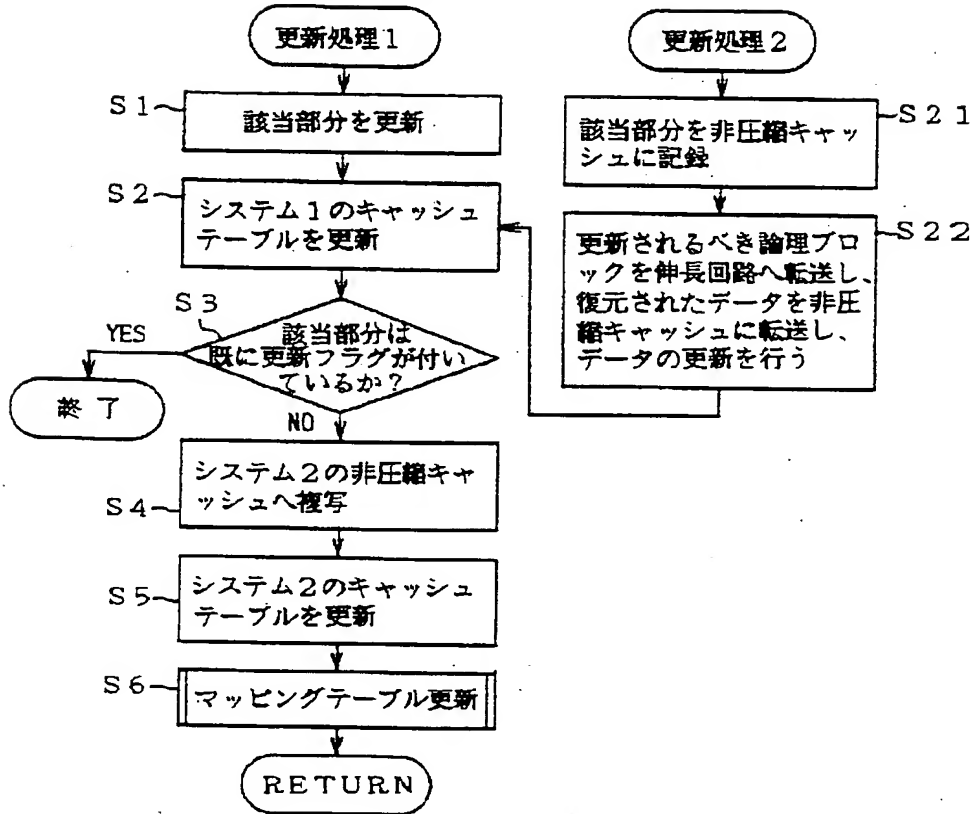 更新処理1
S1
該当部分を更新
S2
システム1のキャッシュ
テーブルを更新
S3
該当部分は
既に更新フラグが付い
ているか?
YES
終了
NO
システム2の非圧縮キャ
ッシュへ複写
S4
システム2のキャッシュ
テーブルを更新
S5
S6
マッピングテーブル更新
RETURN
更新処理2
S21
該当部分を非圧縮キャッ
シュに記録
S22
更新されるべき論理ブロ
ックを伸長回路へ転送し、
復元されたデータを非圧
縮キャッシュに転送し、
データの更新を行う